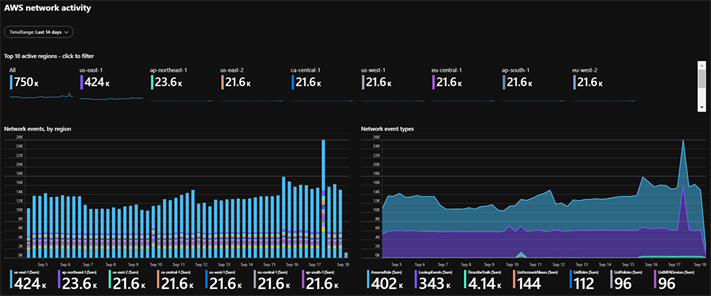 AWS network activity
TimeRange: Last 14 days
Top 10 active regions - click to filter
All us-east-1 ap-northeast-1 us-east-2 ca-central-1 us-west-1 eu-central-1 ap-south-1 eu-west-2
750 K 424 K 23.6 K 21.6 K 21.6 K 21.6 K 21.6 K 21.6 K 21.6 K
Network events, by region
26K
24K
22K
20K
18K
16K
14K
12K
10K
8K
6K
4K
2K
0K
Sep 5 Sep 6 Sep 7 Sep 8 Sep 9 Sep 10 Sep 11 Sep 12 Sep 13 Sep 14 Sep 15 Sep 16 Sep 17 Sep 18
us-east-1 (Sum) ap-northeast-1 (Sum) us-east-2 (Sum) ca-central-1 (Sum) us-west-1 (Sum) eu-central-1 (Sum) ap-south-1 (Sum)
424 K 23.6 K 21.6 K 21.6 K 21.6 K 21.6 K 21.6 K
Network event types
26K
24K
22K
20K
18K
16K
14K
12K
10K
8K
6K
4K
2K
0K
Sep 5 Sep 6 Sep 7 Sep 8 Sep 9 Sep 10 Sep 11 Sep 12 Sep 13 Sep 14 Sep 15 Sep 16 Sep 17 Sep 18
AssumeRole (Sum) LookupEvents (Sum) DescribeTrails (Sum) ListAccountAliases (Sum) ListRoles (Sum) ListPolicies (Sum) ListMFADevices (Sum)
402 K 343 K 4.14 K 144 112 96 96